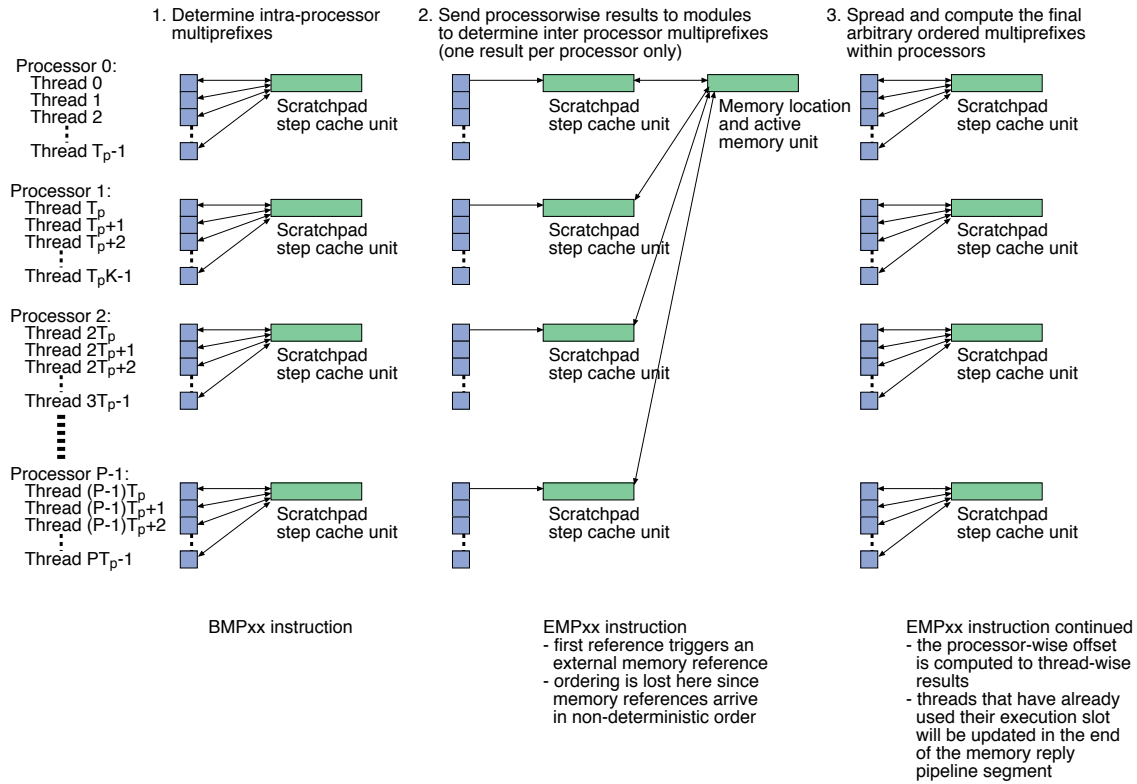 1. Determine intra-processor
multiprefixes
2. Send processorwise results to modules
to determine inter processor multiprefixes
(one result per processor only)
3. Spread and compute the final
arbitrary ordered multiprefixes
within processors
Processor 0:
Thread 0
Thread 1
Thread 2
Thread Tp-1
Scratchpad
step cache unit
Scratchpad
step cache unit
Memory location
and active
memory unit
Scratchpad
step cache unit
Processor 1:
Thread Tp
Thread Tp+1
Thread Tp+2
Thread TpK-1
Scratchpad
step cache unit
Scratchpad
step cache unit
Scratchpad
step cache unit
Processor 2:
Thread 2Tp
Thread 2Tp+1
Thread 2Tp+2
Thread 3Tp-1
Scratchpad
step cache unit
Scratchpad
step cache unit
Scratchpad
step cache unit
Processor P-1:
Thread (P-1)Tp
Thread (P-1)Tp+1
Thread (P-1)Tp+2
Thread PTp-1
Scratchpad
step cache unit
Scratchpad
step cache unit
Scratchpad
step cache unit
BMPxx instruction
EMPxx instruction
- first reference triggers an
external memory reference
- ordering is lost here since
memory references arrive
in non-deterministic order
EMPxx instruction continued
- the processor-wise offset
is computed to thread-wise
results
- threads that have already
used their execution slot
will be updated in the end
of the memory reply
pipeline segment